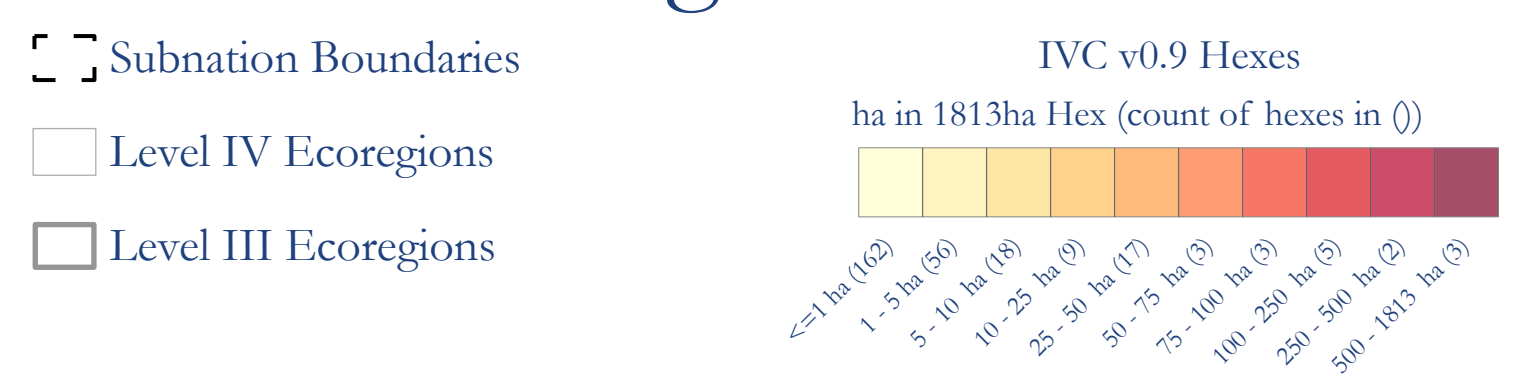 Subnation Boundaries
Level IV Ecoregions
Level III Ecoregions
IVC v0.9 Hexes
ha in 1813ha Hex (count of hexes in ())
<=1 ha (162)
1 - 5 ha (56)
5 - 10 ha (18)
10 - 25 ha (9)
25 - 50 ha (17)
50 - 75 ha (3)
75 - 100 ha (3)
100 - 250 ha (5)
250 - 500 ha (2)
500 - 1813 ha (3)